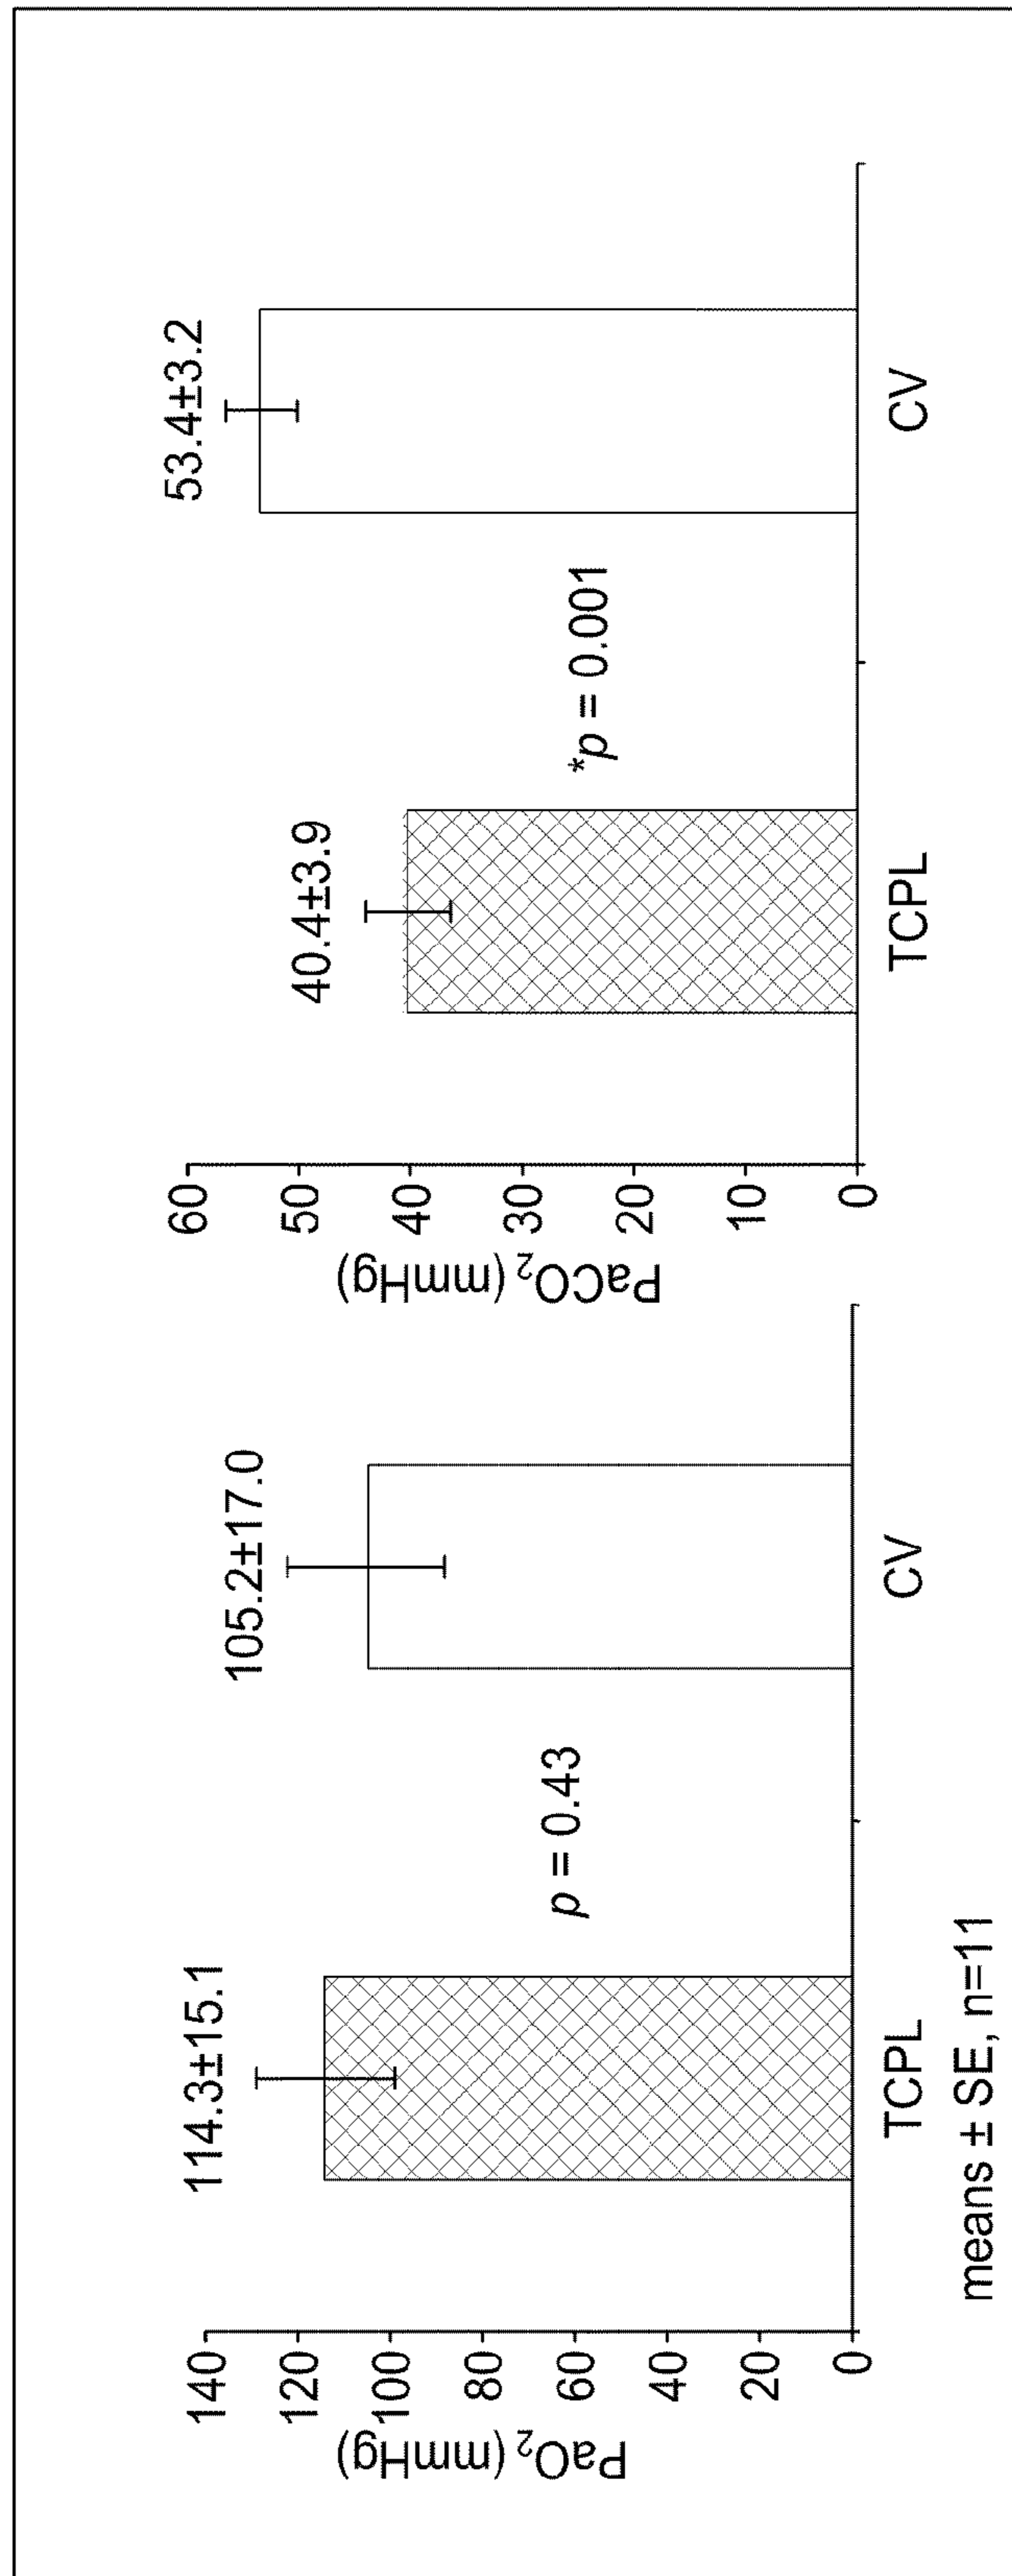 PaO2 (mmHg)
140
120
100
80
60
40
20
0
114.3±15.1
p = 0.43
105.2±17.0
TCPL
CV
means ± SE, n=11
PaCO2 (mmHg)
60
50
40
30
20
10
0
40.4±3.9
*p = 0.001
53.4±3.2
TCPL
CV